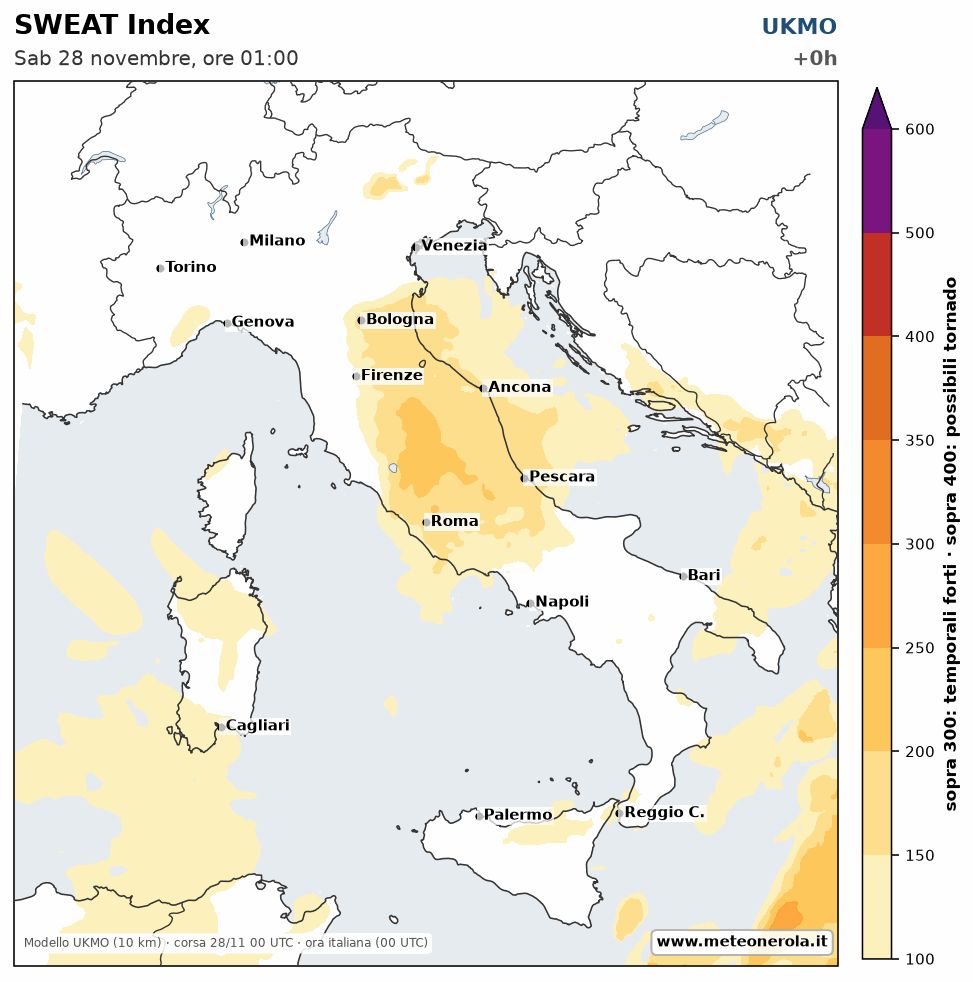 SWEAT Index
UKMO
Sab 28 novembre, ore 01:00
+0h
600
500
400
350
300
250
200
150
100
sopra 300: temporali forti · sopra 400: possibili tornado
Milano
Venezia
Torino
Genova
Bologna
Firenze
Ancona
Pescara
Roma
Bari
Napoli
Cagliari
Palermo
Reggio C.
Modello UKMO (10 km) · corsa 28/11 00 UTC · ora italiana (00 UTC)
www.meteonerola.it